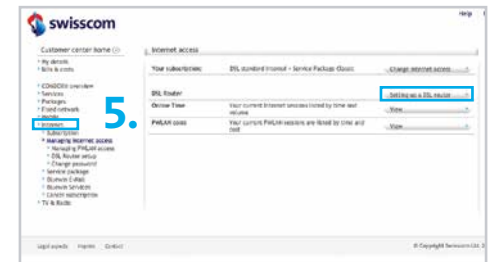 Help
swisscom
Customer center home
Internet access
My details
Bills & costs
Your subscription:
DSL standard Internet - Service Package Classic
Change internet access
CONSERV overview
Services
Packages
Fixed network
Mobile
Internet
Subscription
Managing Internet access
Managing PWLAN access
DSL Router setup
Change password
Service package
Bluewin E-Mail
Bluewin Services
Cancel subscription
TV & Radio
5.
DSL Router
Setting up a DSL router
Online Time
Your current Internet sessions listed by time and volume
View
PWLAN costs
Your current PWLAN sessions are listed by time and cost
View
Legal aspects
Imprint
Contact
© Copyright Swisscom Ltd.